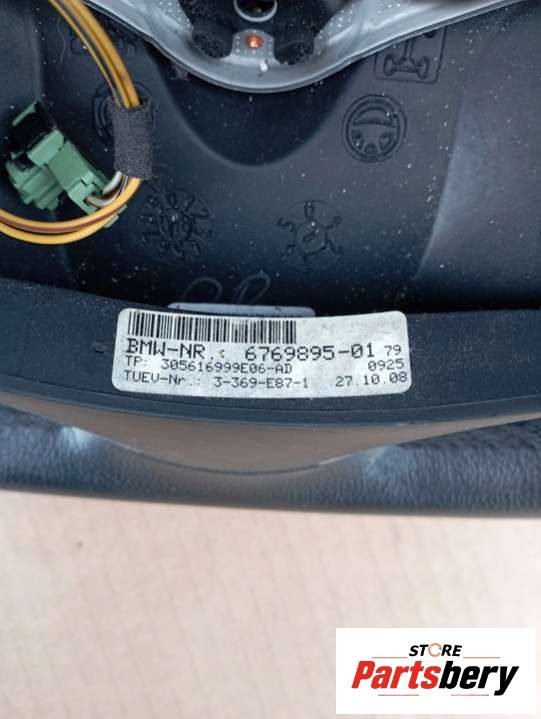 BMW-NR.: 6769895-01 79
TP: 305616999E06-AD 0925
TUEV-Nr.: 3-369-E87-1 27.10.08
STORE
Partsbery